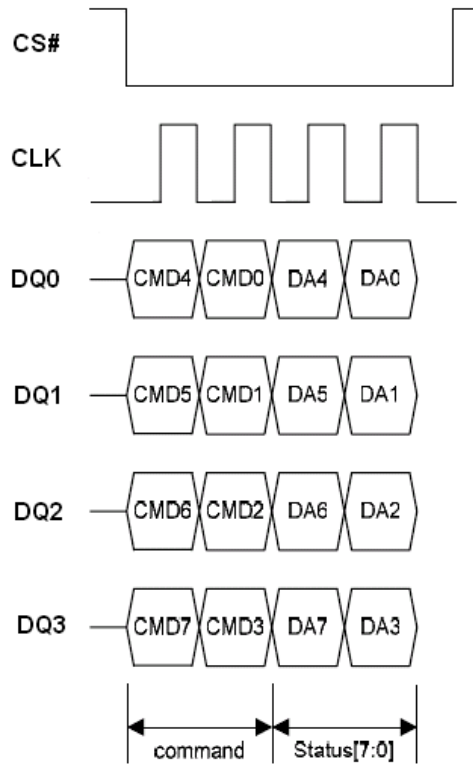 CS#
CLK
DQ0 CMD4 CMD0 DA4 DA0
DQ1 CMD5 CMD1 DA5 DA1
DQ2 CMD6 CMD2 DA6 DA2
DQ3 CMD7 CMD3 DA7 DA3
command Status[7:0]